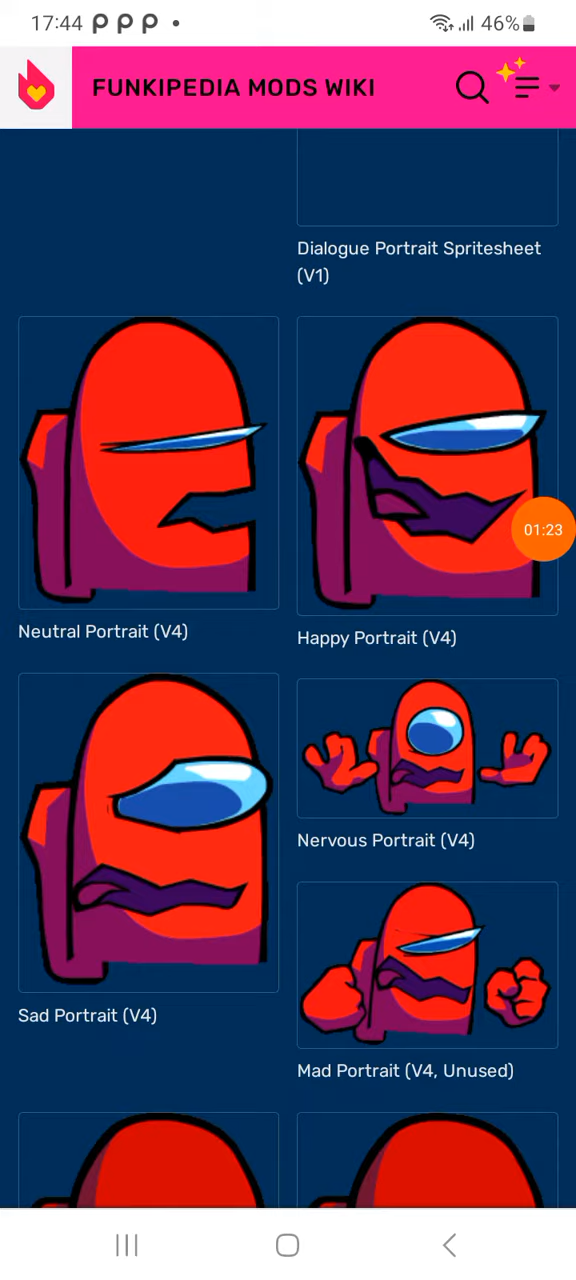 17:44
46%
FUNKIPEDIA MODS WIKI
Dialogue Portrait Spritesheet
(V1)
Neutral Portrait (V4)
Happy Portrait (V4)
01:23
Nervous Portrait (V4)
Sad Portrait (V4)
Mad Portrait (V4, Unused)